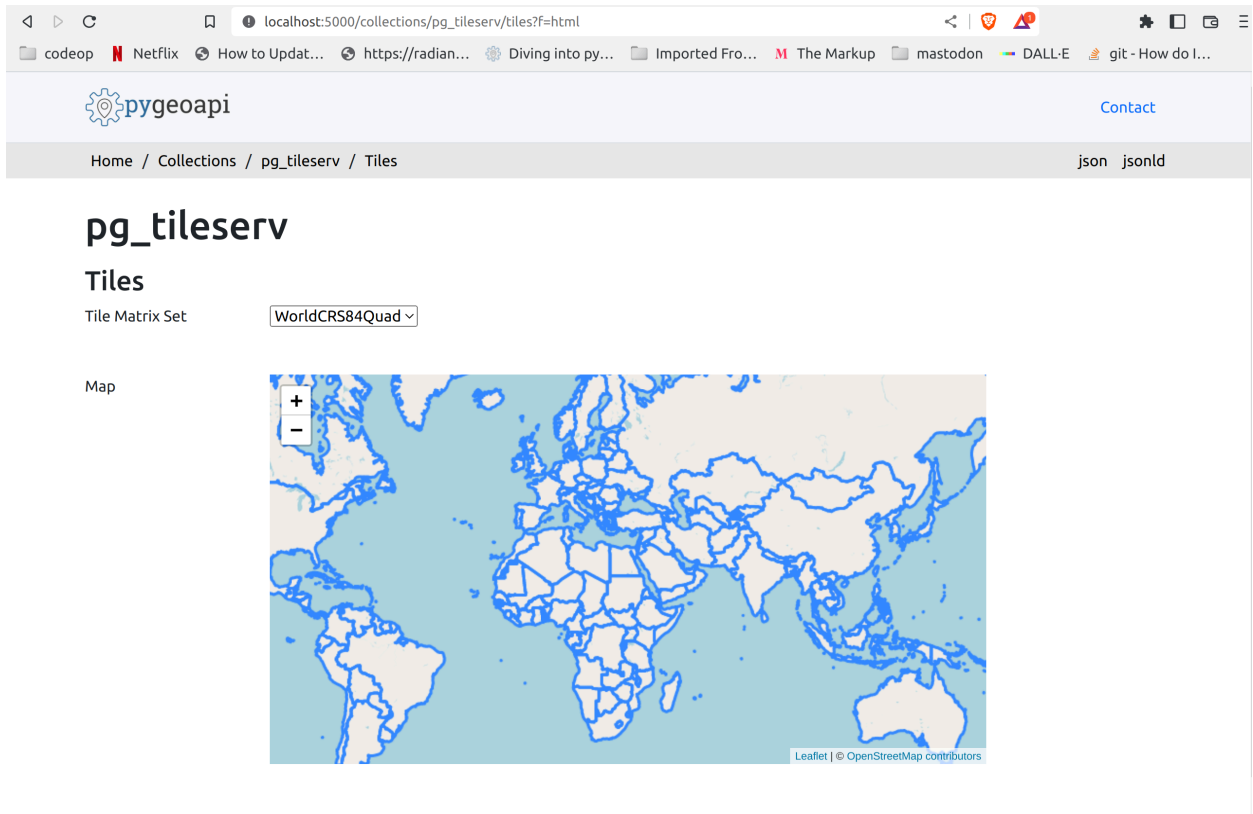 localhost:5000/collections/pg_tileserv/tiles?f=html
1
codeop Netflix How to Updat... https://radian... Diving into py... Imported Fro... The Markup mastodon DALL·E git - How do I...
pygeoapi Contact
Home / Collections / pg_tileserv / Tiles json jsonld
pg_tileserv
Tiles
Tile Matrix Set WorldCRS84Quad
Map
+
−
Leaflet | © OpenStreetMap contributors